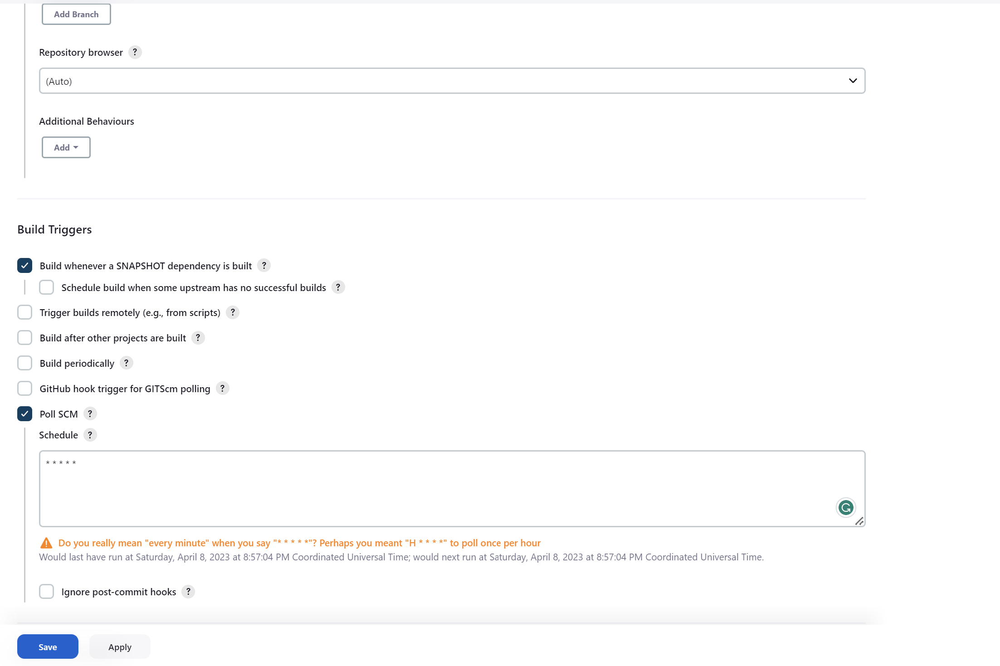 Add Branch
Repository browser ?
(Auto)
Additional Behaviours
Add
Build Triggers
Build whenever a SNAPSHOT dependency is built ?
Schedule build when some upstream has no successful builds ?
Trigger builds remotely (e.g., from scripts) ?
Build after other projects are built ?
Build periodically ?
GitHub hook trigger for GITScm polling ?
Poll SCM ?
Schedule ?
* * * * *
Do you really mean "every minute" when you say "* * * * *"? Perhaps you meant "H * * * *" to poll once per hour
Would last have run at Saturday, April 8, 2023 at 8:57:04 PM Coordinated Universal Time; would next run at Saturday, April 8, 2023 at 8:57:04 PM Coordinated Universal Time.
Ignore post-commit hooks ?
Save Apply